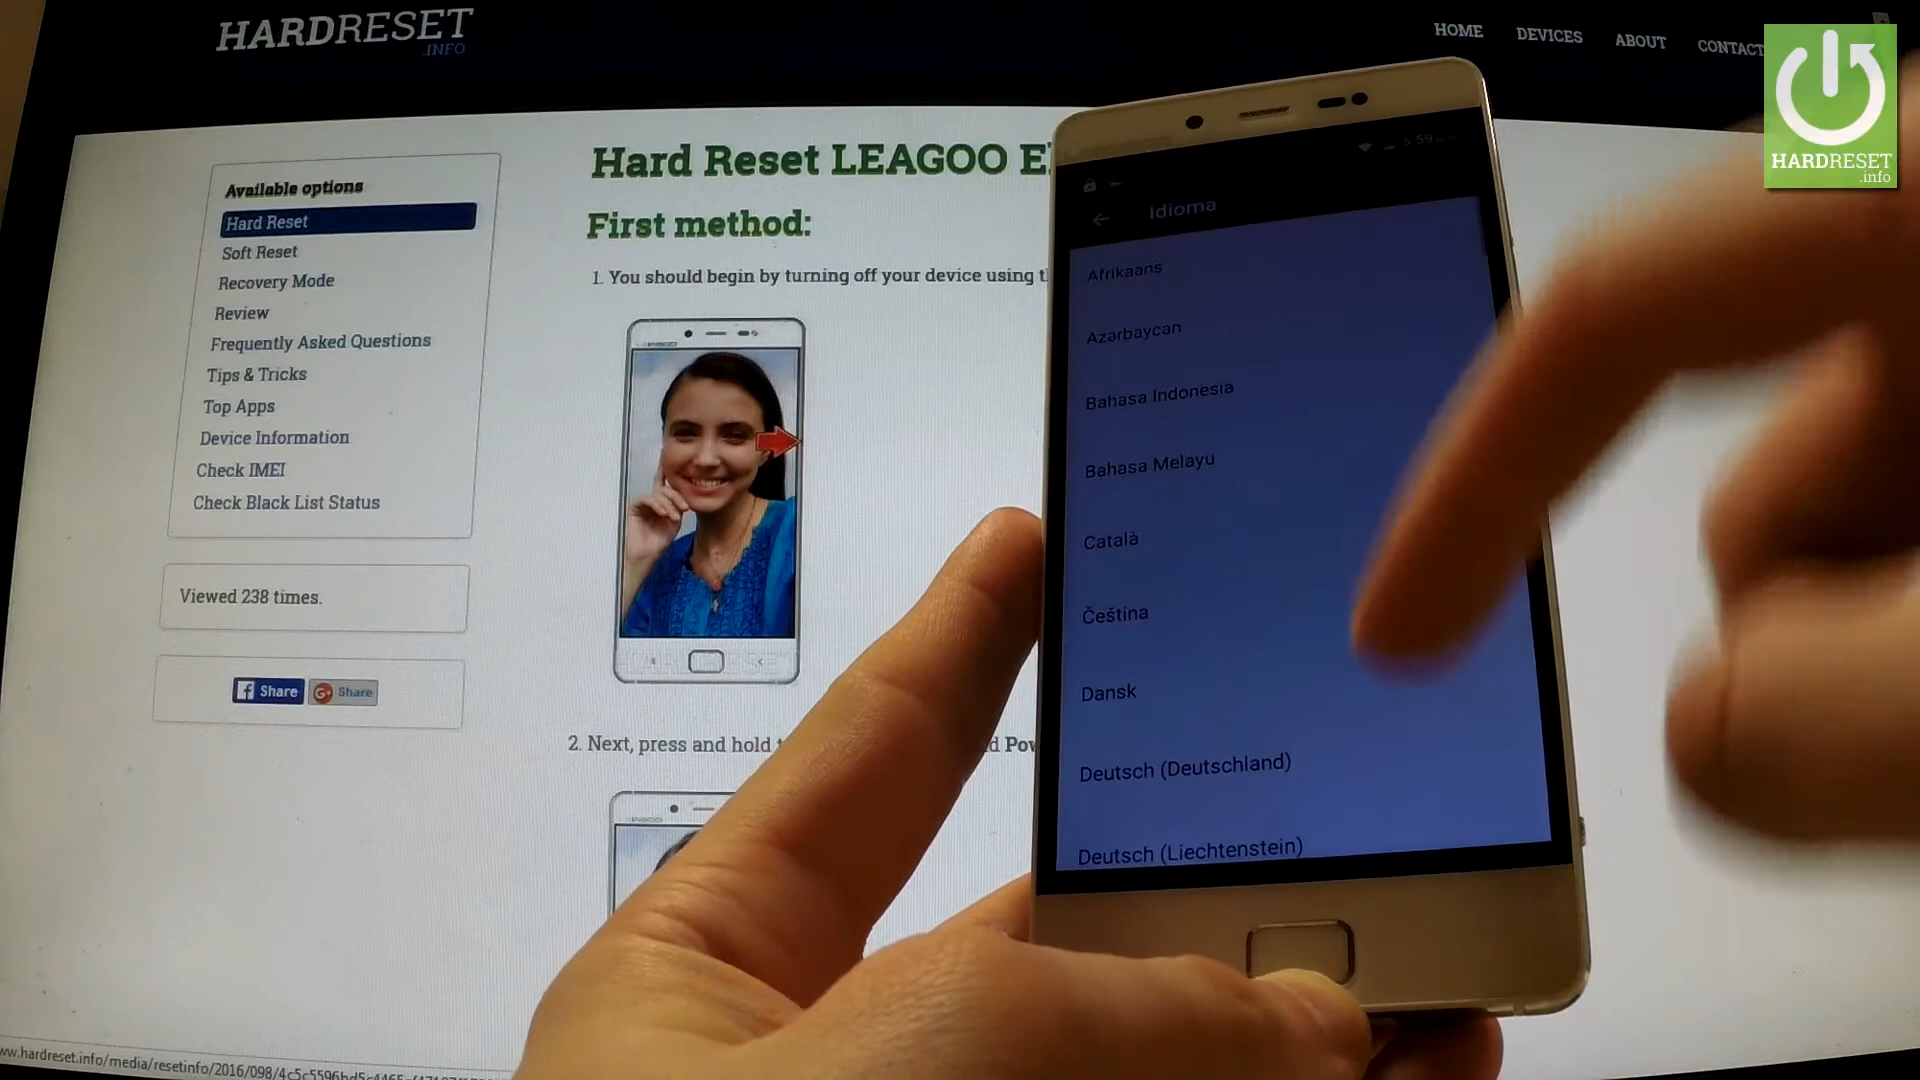 HARDRESET
.INFO
HOME DEVICES ABOUT CONTACT
HARDRESET
.info
Available options
Hard Reset
Soft Reset
Recovery Mode
Review
Frequently Asked Questions
Tips & Tricks
Top Apps
Device Information
Check IMEI
Check Black List Status
Viewed 238 times.
Share Share
Hard Reset LEAGOO
First method:
1. You should begin by turning off your device using
2. Next, press and hold
5:59
Idioma
Afrikaans
Azərbaycan
Bahasa Indonesia
Bahasa Melayu
Català
Čeština
Dansk
Deutsch (Deutschland)
Deutsch (Liechtenstein)